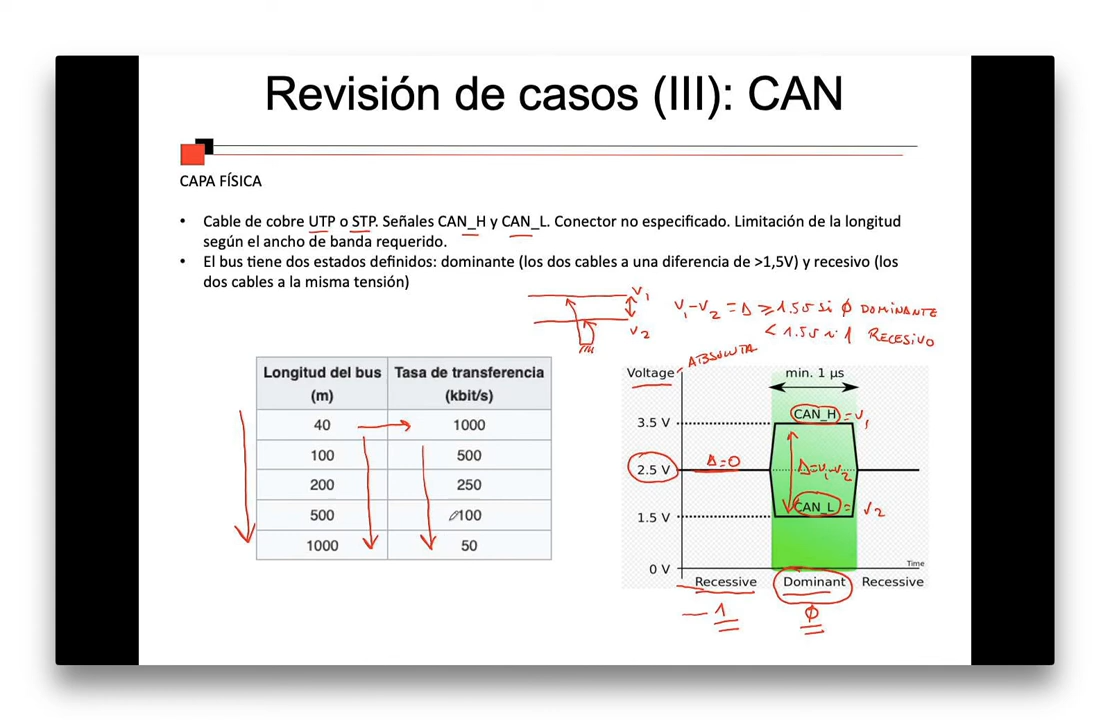 Revisión de casos (III): CAN
CAPA FÍSICA
• Cable de cobre UTP o STP. Señales CAN_H y CAN_L. Conector no especificado. Limitación de la longitud
según el ancho de banda requerido.
• El bus tiene dos estados definidos: dominante (los dos cables a una diferencia de >1,5V) y recesivo (los
dos cables a la misma tensión)
V₁
V₂
V₁-V₂ = Δ ≥ 1.5V si ϕ DOMINANTE
< 1.5V si 1 RECESIVO
Longitud del bus (m) Tasa de transferencia (kbit/s)
40 1000
100 500
200 250
500 100
1000 50
Voltage ABSOLUTA
min. 1 µs
3.5 V
CAN_H = V₁
2.5 V
Δ=0
Δ=V₁-V₂
1.5 V
CAN_L = V₂
0 V
Time
Recessive Dominant Recessive
1 ϕ